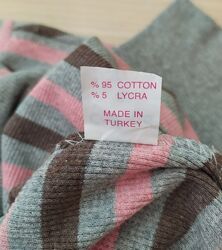 % 95 COTTON
% 5 LYCRA
MADE IN
TURKEY